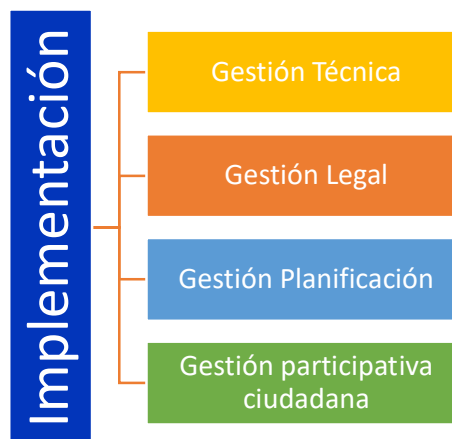 Implementación
Gestión Técnica
Gestión Legal
Gestión Planificación
Gestión participativa
ciudadana